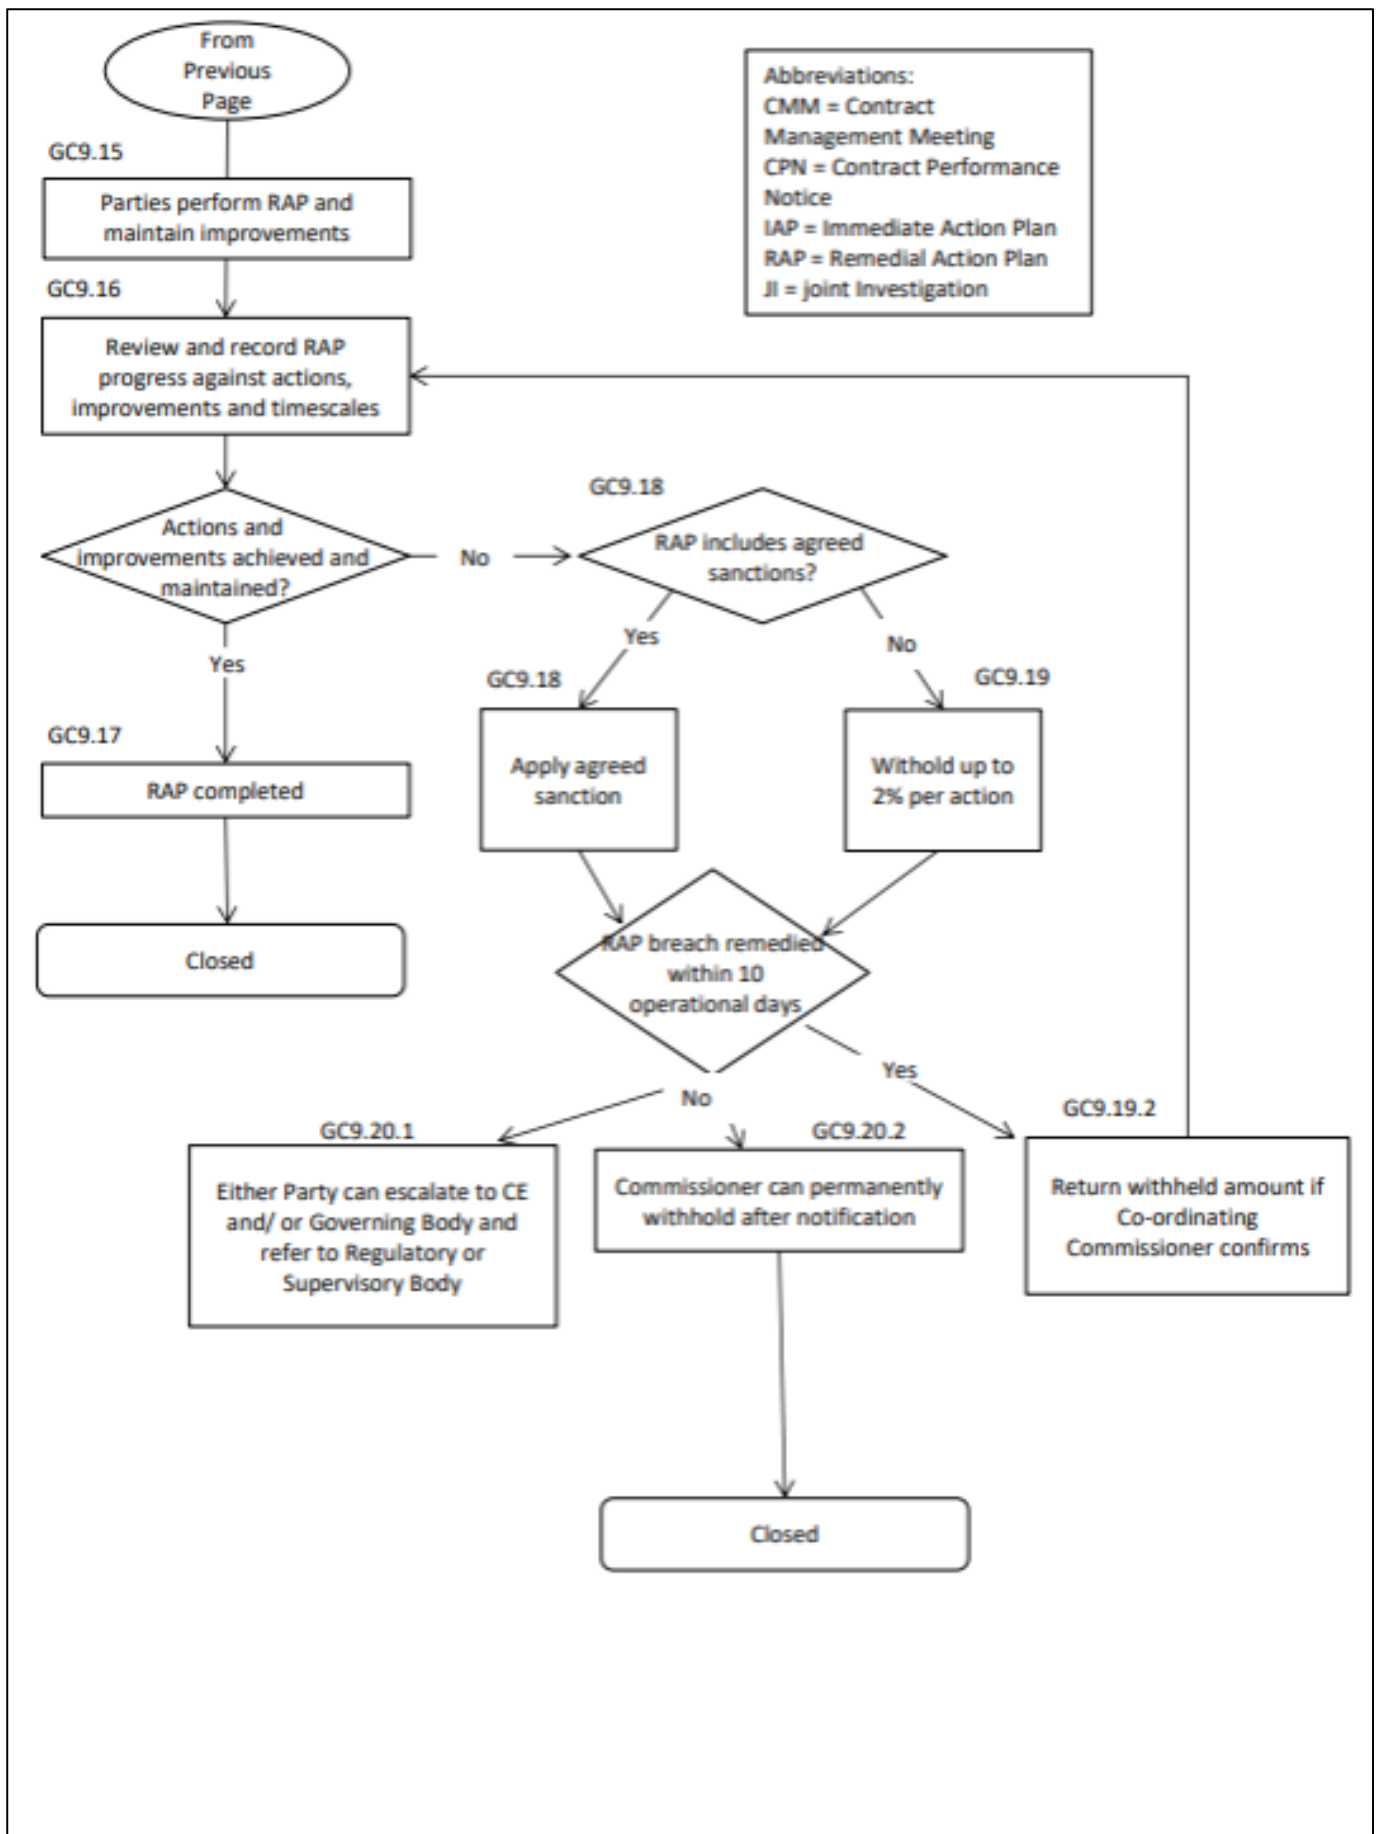 From
Previous
Page
Abbreviations:
CMM = Contract
Management Meeting
CPN = Contract Performance
Notice
IAP = Immediate Action Plan
RAP = Remedial Action Plan
JI = joint Investigation
GC9.15
Parties perform RAP and
maintain improvements
GC9.16
Review and record RAP
progress against actions,
improvements and timescales
Actions and
improvements achieved and
maintained?
No
GC9.18
RAP includes agreed
sanctions?
Yes
No
Yes
GC9.18
GC9.19
GC9.17
RAP completed
Apply agreed
sanction
Withold up to
2% per action
Closed
RAP breach remedied
within 10
operational days
No
Yes
GC9.20.1
GC9.20.2
GC9.19.2
Either Party can escalate to CE
and/ or Governing Body and
refer to Regulatory or
Supervisory Body
Commissioner can permanently
withhold after notification
Return withheld amount if
Co-ordinating
Commissioner confirms
Closed